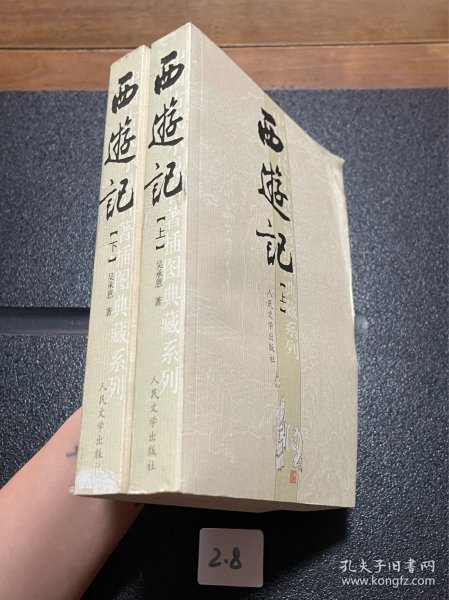 西遊記
【下】
吴承恩 著
著插图典藏系列
人民文学出版社
西遊記
【上】
吴承恩 著
著插图典藏系列
人民文学出版社
西遊記
【上】
藏系列
人民文学出版社
2.8
孔夫子旧书网
www.kongfz.com